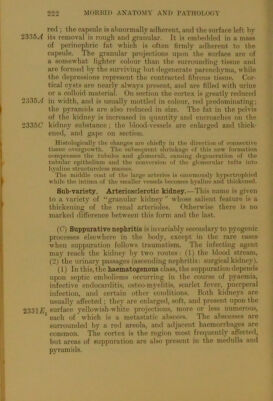 222 MORBID ANATOMY AND PATHOLOGY
red ; the capsule is abnormally adherent, and the surface left by
2335A its removal is rough and granular. It is embedded in a mass
of perinephric fat which is often firmly adherent to the
capsule. The granular projections upon the surface are of
a somewhat lighter colour than the surrounding tissue and
are formed by the surviving but degenerate parenchyma, while
the depressions represent the contracted fibrous tissue. Cor-
tical cysts are nearly always present, and are filled with urine
or a colloid material. On section the cortex is greatly reduced
2335A in width, and is usually mottled in colour, red predominating;
the pyramids are also reduced in size. The fat in the pelvis
of the kidney is increased in quantity and encroaches on the
2335C kidney substance ; the blood-vessels are enlarged and thick-
ened, and gape on section.
Histologically the changes are chiefly in the direction of connective
tissue overgrowth. The subsequent shrinkage of this new formation
compresses the tubules and glomeruli, causing degeneration of the
tubular epithelium and the conversion of the glomerular tufts into
hyaline structureless masses.
The middle coat of the large arteries is enormously hypertrophied
while the intima of the smaller vessels becomes hyaline and thickened.
Sub-variety. Arteriosclerotic kidney.—This name is given
to a variety of “granular kidney” whose salient feature is a
thickening of the renal arterioles. Otherwise there is no
marked difference between this form and the last.
(C) Suppurative nephritis is invariably secondary to pyogenic
processes elsewhere in the body, except in the rare cases
when suppuration follows traumatism. The infecting agent
may reach the kidney by two routes : (1) the blood stream,
(2) the urinary passages (ascending nephritis : surgical kidney).
(1) In this, the haematogenous class, the suppuration depends
upon septic embolisms occurring in the course of pyaemia,
infective endocarditis, osteo-myelitis, scarlet fever, puerperal
infection, and certain other conditions. Both kidneys are
usually affected ; they are enlarged, soft, and present upon the
2331E₁ surface yellowish-white projections, more or less numerous,
each of which is a metastatic abscess. The abscesses are
surrounded by a red areola, and adjacent haemorrhages are
common. The cortex is the region most frequently affected,
but areas of suppuration are also present in the medulla and
pyramids.